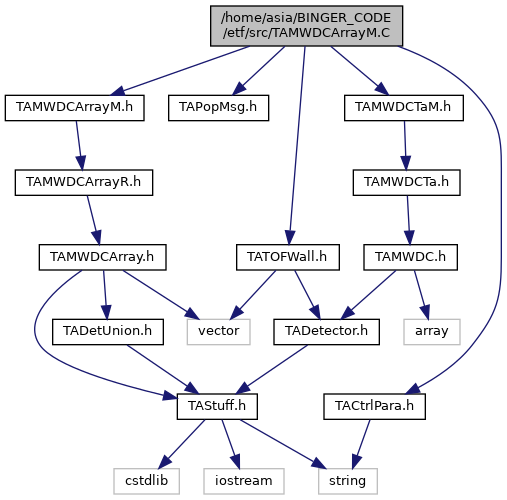 /home/asia/BINGER_CODE
/etf/src/TAMWDCArrayM.C
TAMWDCArrayM.h
TAPopMsg.h
TAMWDCTaM.h
TAMWDCArrayR.h
TAMWDCTa.h
TAMWDCArray.h
TATOFWall.h
TAMWDC.h
TADetUnion.h
vector
TADetector.h
array
TAStuff.h
TACtrlPara.h
cstdlib
iostream
string